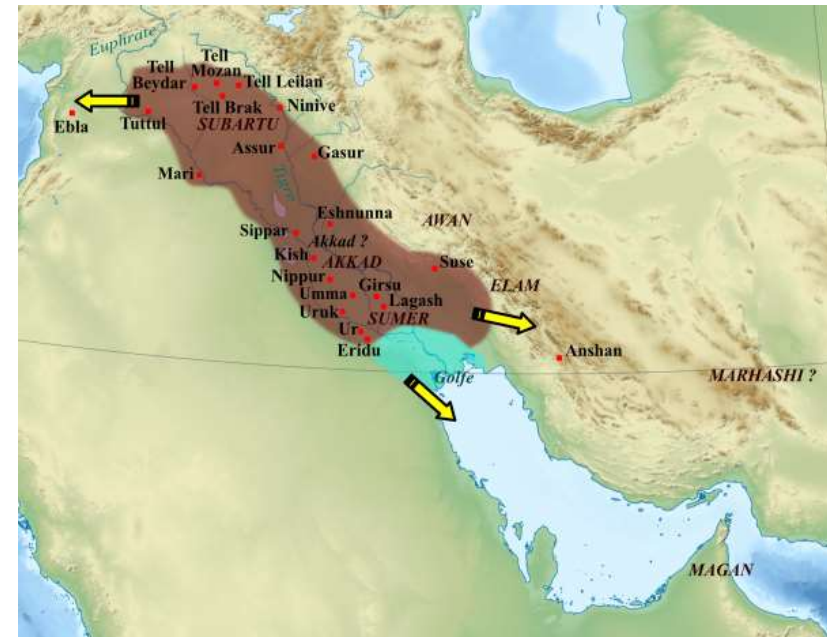 Euphrate
Tell
Mozan
Tell
Beydar
Tell Leilan
Tell Brak
Ninive
Ebla
Tuttul
SUBARTU
Assur
Gasur
Mari
Tigre
Eshnunna
AWAN
Sippar
Akkad ?
Kish
AKKAD
Suse
Nippur
ELAM
Umma
Girsu
Lagash
Uruk
SUMER
Ur
Eridu
Anshan
Golfe
MARHASHI ?
MAGAN